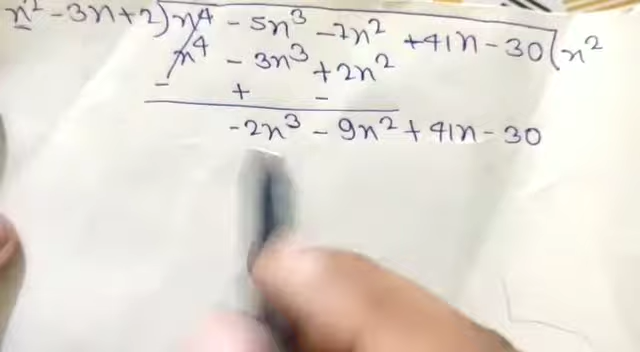 x² - 3x + 2) x⁴ - 5x³ - 7x² + 41x - 30 (x²
x⁴ - 3x³ + 2x²
- + -
-2x³ - 9x² + 41x - 30